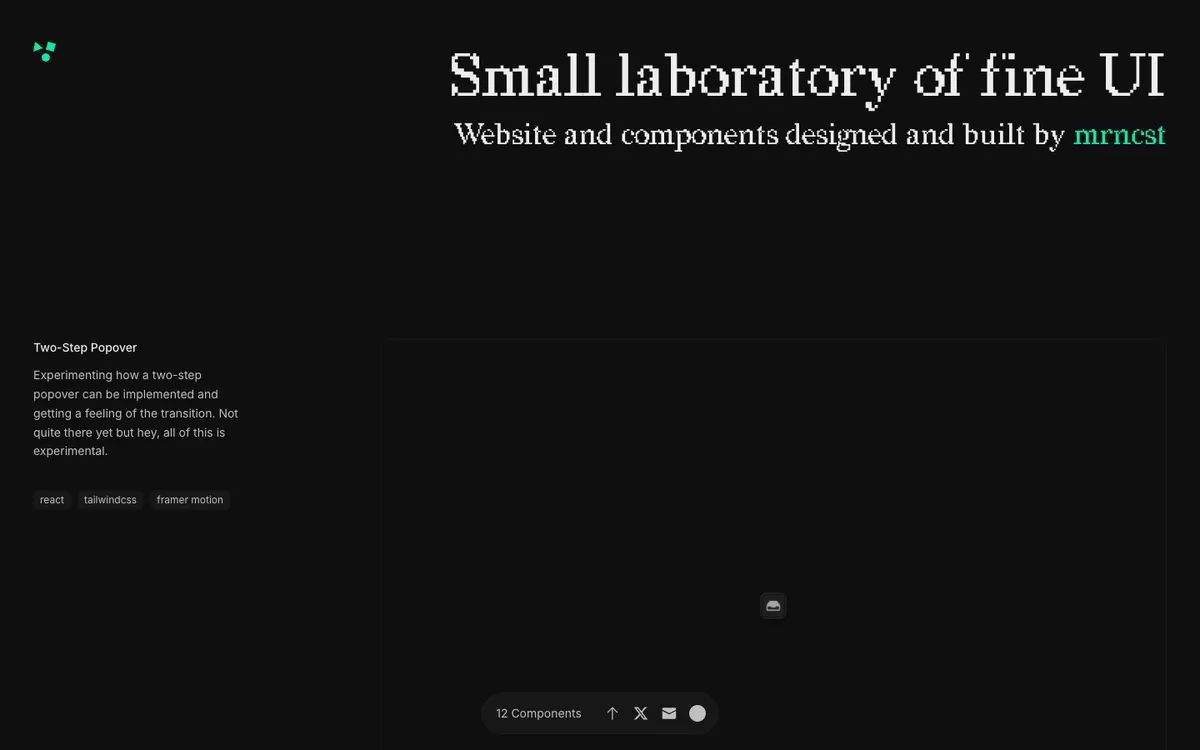 Small laboratory of fine UI
Website and components designed and built by mrncst
Two-Step Popover
Experimenting how a two-step
popover can be implemented and
getting a feeling of the transition. Not
quite there yet but hey, all of this is
experimental.
react tailwindcss framer motion
12 Components